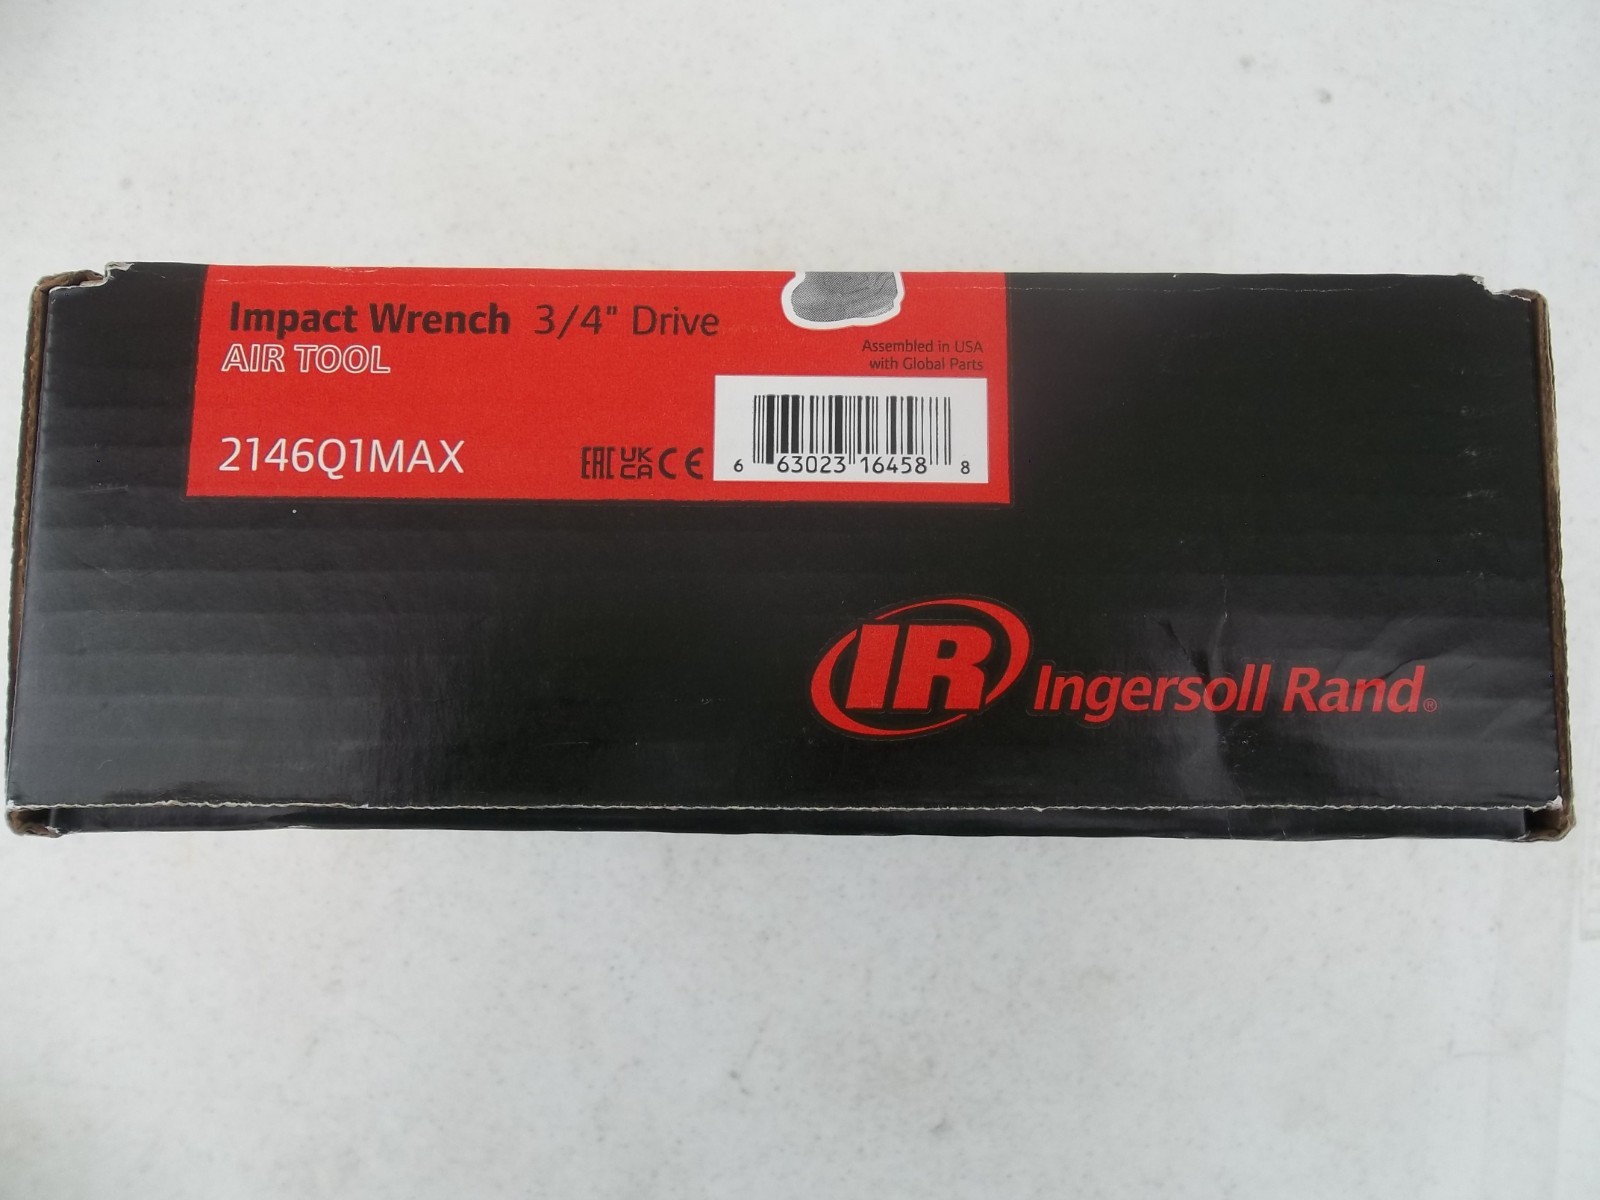 Impact Wrench 3/4" Drive
AIR TOOL
Assembled in USA
with Global Parts
2146Q1MAX
EAC UK CA CE
6 63023 16458 8
IR Ingersoll Rand®